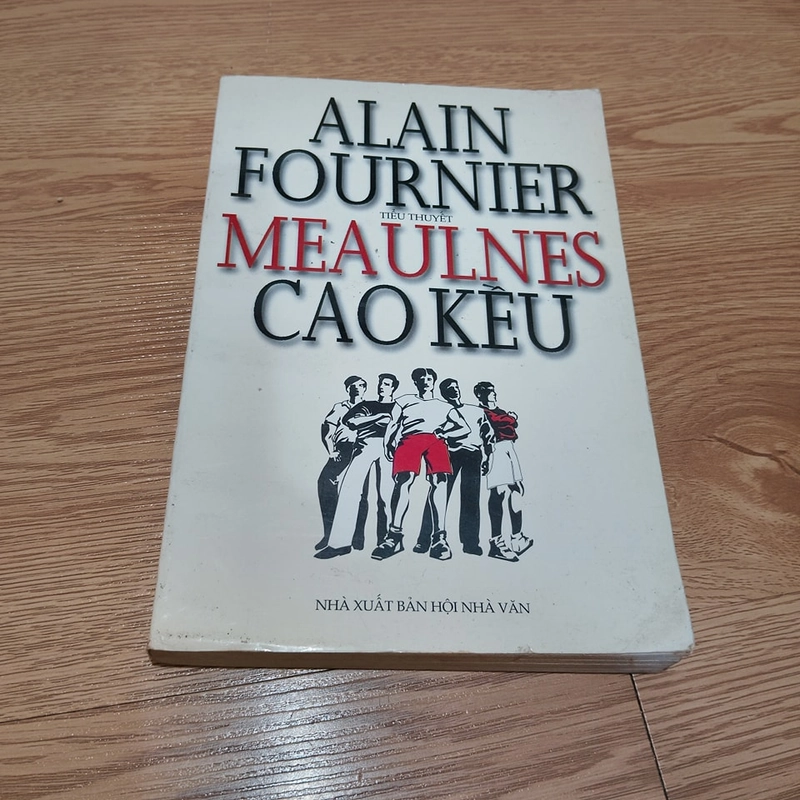 ALAIN
FOURNIER
TIỂU THUYẾT
MEAULNES
CAO KỀU
NHÀ XUẤT BẢN HỘI NHÀ VĂN